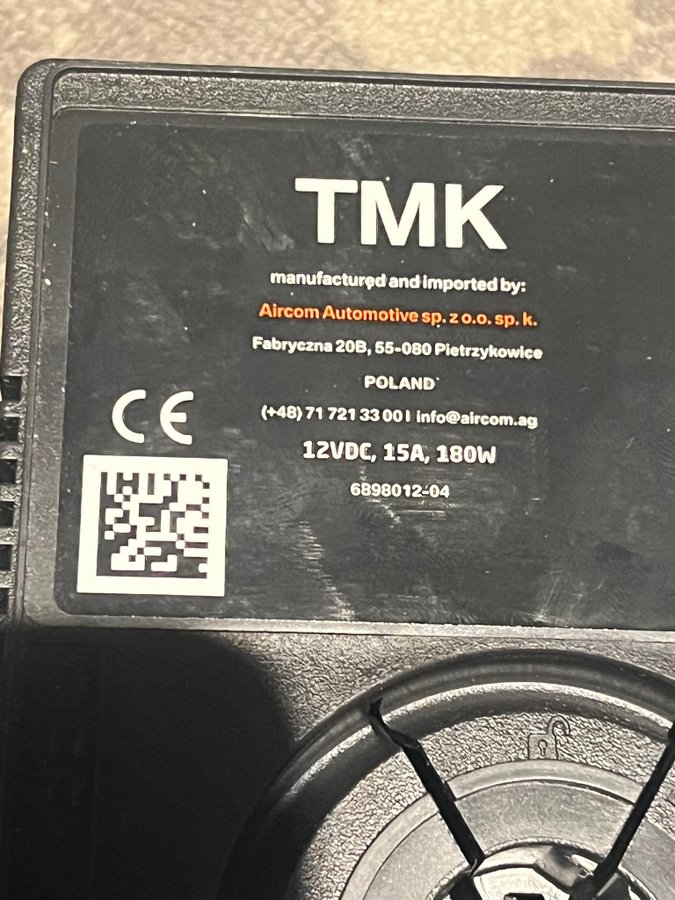 TMK
manufactured and imported by:
Aircom Automotive sp. z o.o. sp. k.
Fabryczna 20B, 55-080 Pietrzykowice
POLAND
(+48) 71 721 33 00 I info@aircom.ag
12VDC, 15A, 180W
6898012-04
CE